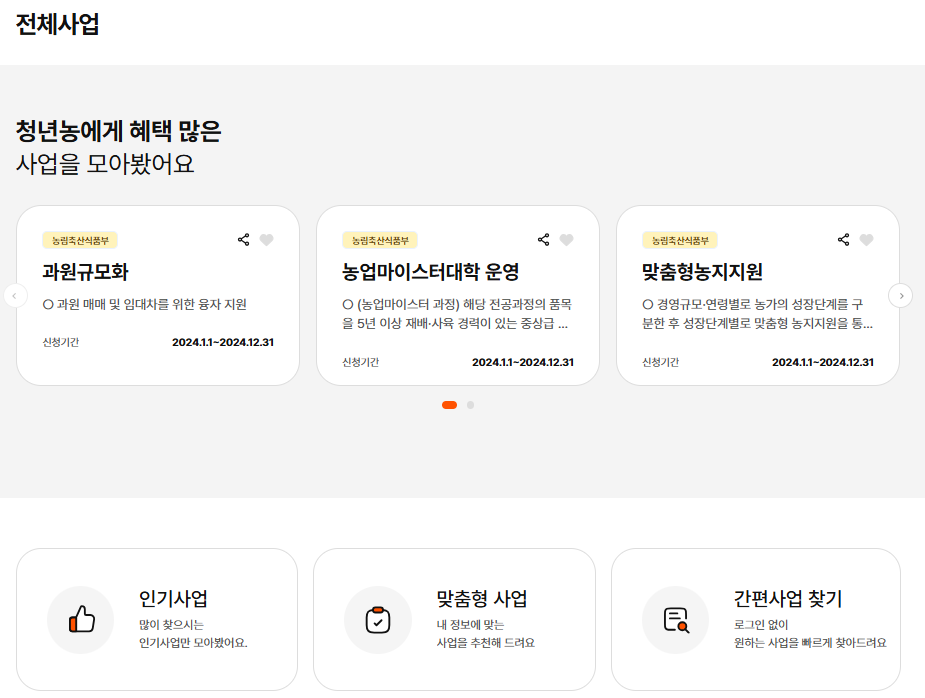 전체사업
청년농에게 혜택 많은
사업을 모아봤어요
농림축산식품부
과원규모화
○ 과원 매매 및 임대차를 위한 융자 지원
신청기간 2024.1.1~2024.12.31
농림축산식품부
농업마이스터대학 운영
○ (농업마이스터 과정) 해당 전공과정의 품목
을 5년 이상 재배·사육 경력이 있는 중상급 ...
신청기간 2024.1.1~2024.12.31
농림축산식품부
맞춤형농지지원
○ 경영규모·연령별로 농가의 성장단계를 구
분한 후 성장단계별로 맞춤형 농지지원을 통...
신청기간 2024.1.1~2024.12.31
인기사업
많이 찾으시는
인기사업만 모아봤어요.
맞춤형 사업
내 정보에 맞는
사업을 추천해 드려요
간편사업 찾기
로그인 없이
원하는 사업을 빠르게 찾아드려요